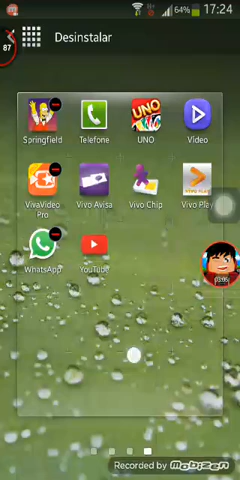 64% 17:24
87
Desinstalar
Springfield Telefone UNO Vídeo
VivaVideo Pro Vivo Avisa Vivo Chip Vivo Play
WhatsApp YouTube
Recorded by Mobizen